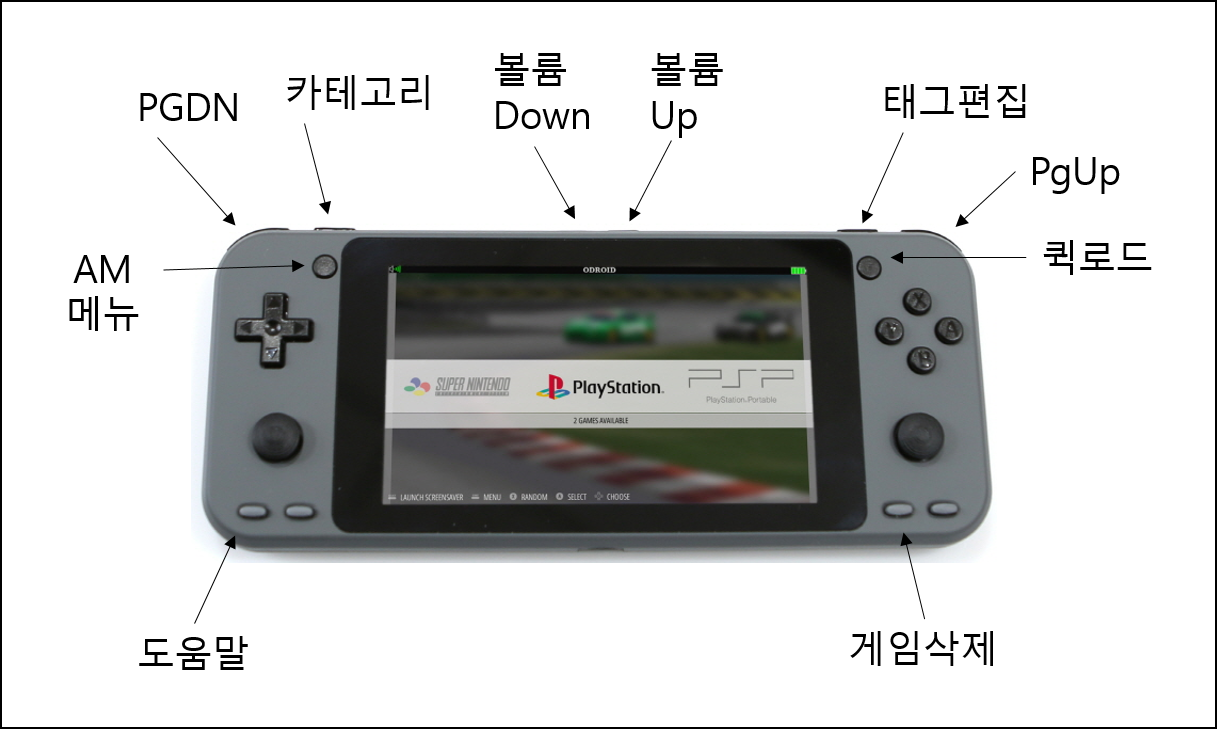 PGDN
카테고리
볼륨
Down
볼륨
Up
태그편집
PgUp
AM
메뉴
퀵로드
ODROID
SUPER NINTENDO
PlayStation
PSP
PlayStation-Portable
2 GAMES AVAILABLE
LAUNCH SCREENSAVER MENU RANDOM SELECT CHOOSE
X
Y
A
B
도움말
게임삭제